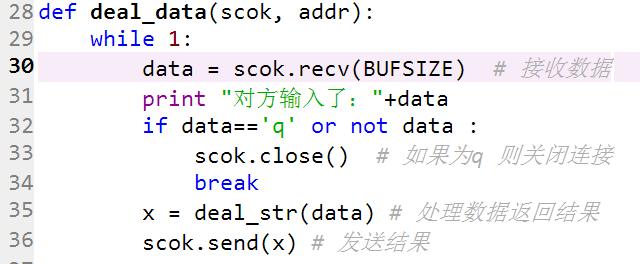 28 def deal_data(scok, addr):
29     while 1:
30         data = scok.recv(BUFSIZE)  # 接收数据
31         print "对方输入了："+data
32         if data=='q' or not data :
33             scok.close()  # 如果为q 则关闭连接
34             break
35         x = deal_str(data) # 处理数据返回结果
36         scok.send(x) # 发送结果